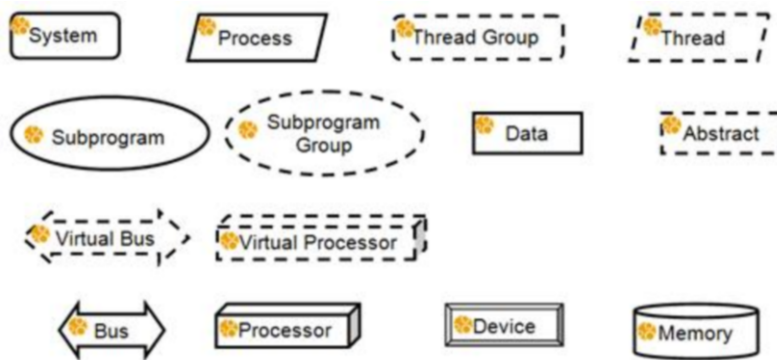 System
Process
Thread Group
Thread
Subprogram
Subprogram
Group
Data
Abstract
Virtual Bus
Virtual Processor
Bus
Processor
Device
Memory